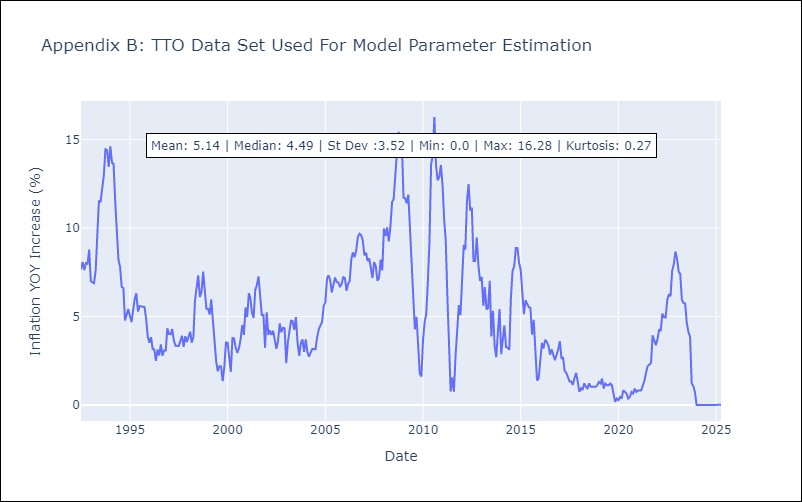 Appendix B: TTO Data Set Used For Model Parameter Estimation
Mean: 5.14 | Median: 4.49 | St Dev :3.52 | Min: 0.0 | Max: 16.28 | Kurtosis: 0.27
Inflation YOY Increase (%)
15
10
5
0
1995
2000
2005
2010
2015
2020
2025
Date